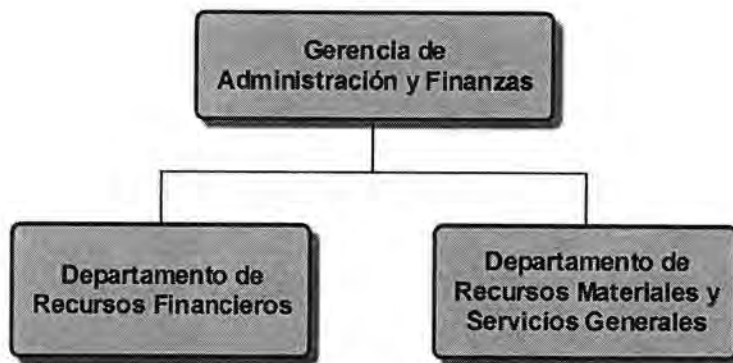 Gerencia de
Administración y Finanzas
Departamento de
Recursos Financieros
Departamento de
Recursos Materiales y
Servicios Generales